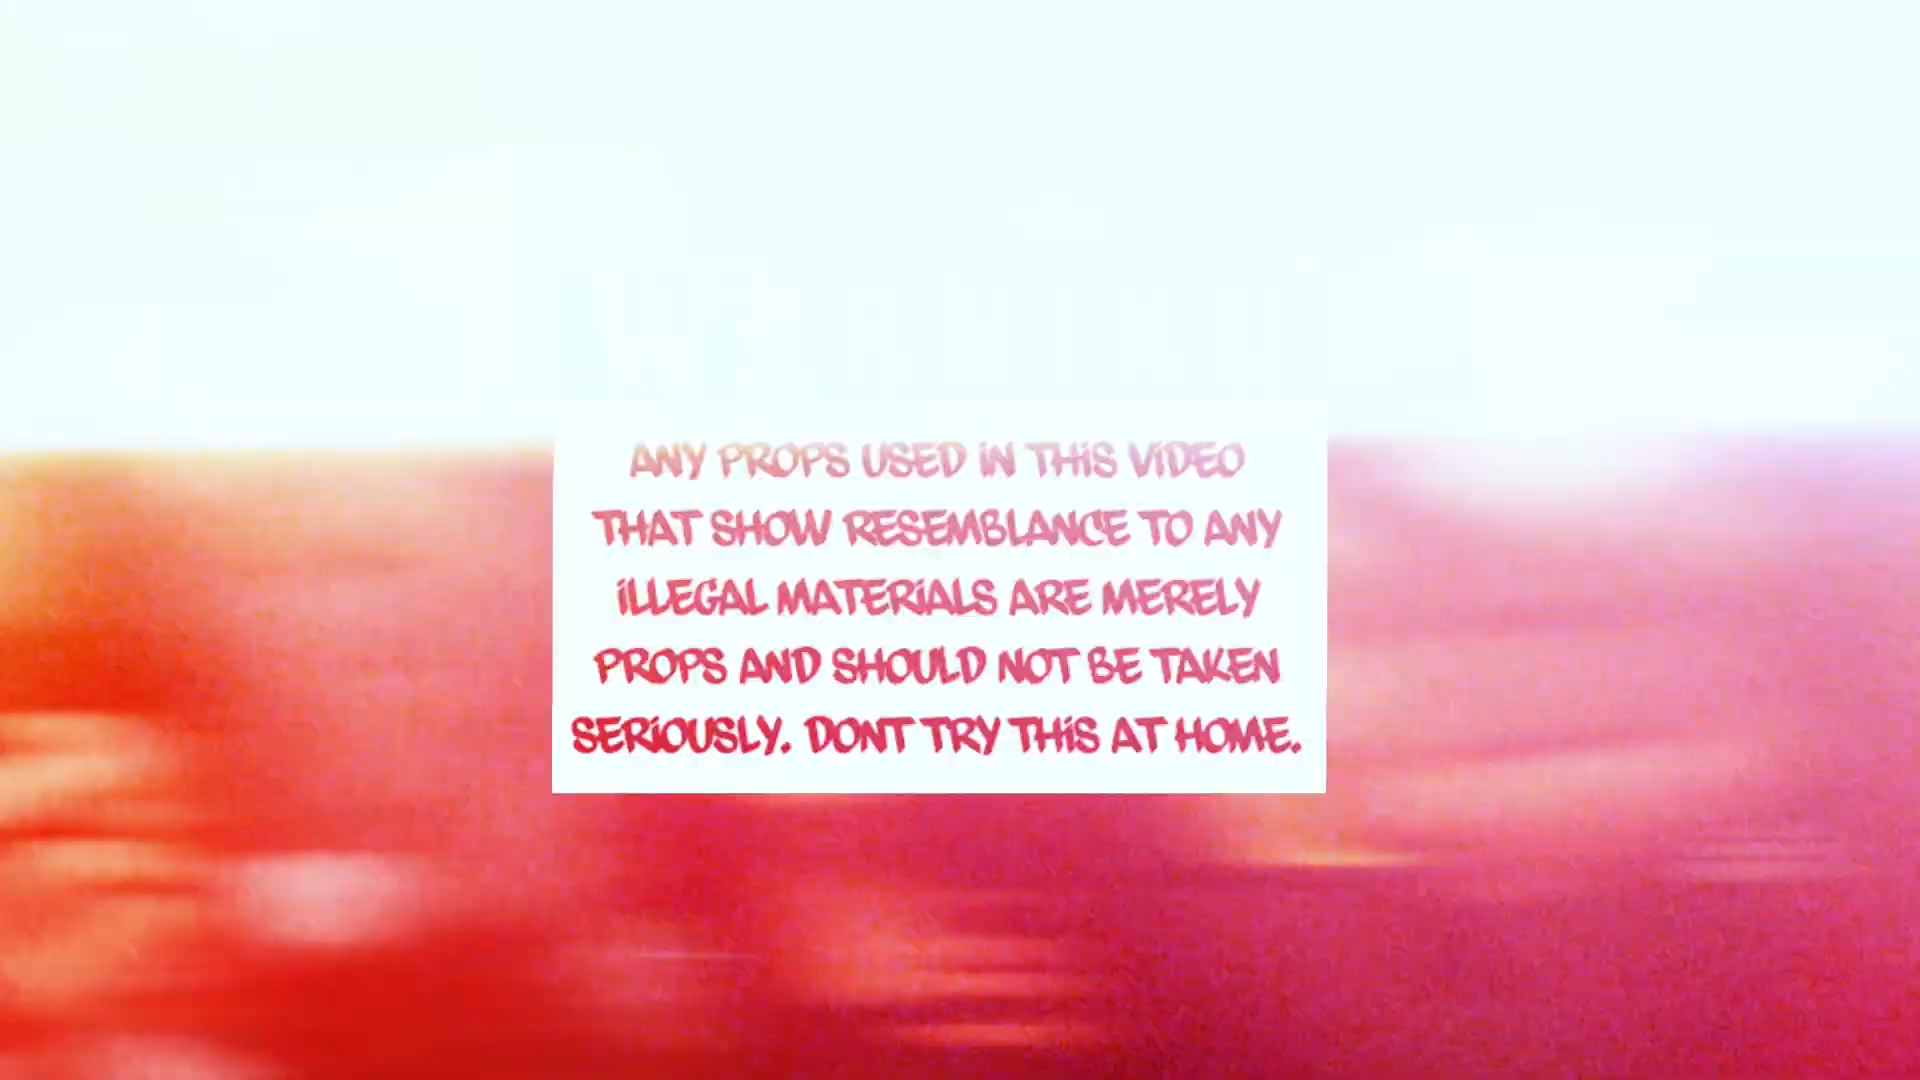 ANY PROPS USED IN THIS VIDEO
THAT SHOW RESEMBLANCE TO ANY
ILLEGAL MATERIALS ARE MERELY
PROPS AND SHOULD NOT BE TAKEN
SERIOUSLY. DONT TRY THIS AT HOME.